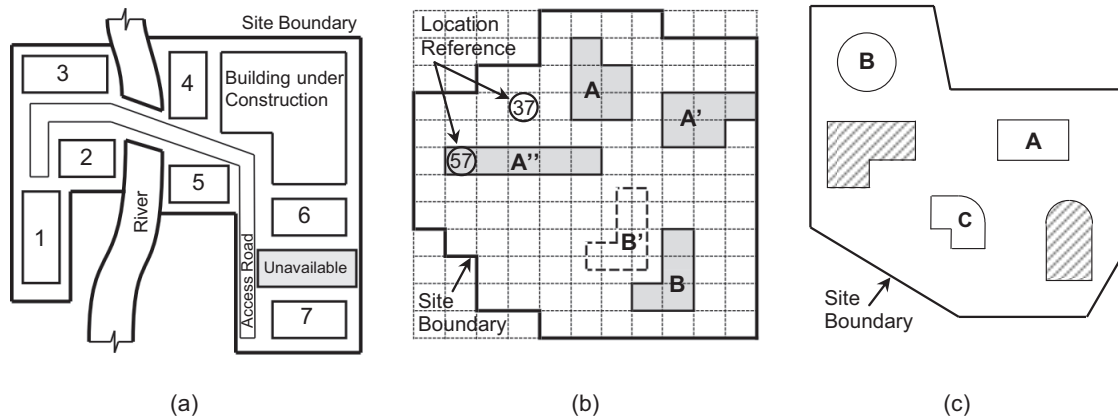 Site Boundary
3
4
Building under
Construction
2
5
1
River
Access Road
6
Unavailable
7
(a)
Location
Reference
37
57
A
A'
A''
B'
B
Site
Boundary
(b)
B
A
C
Site
Boundary
(c)